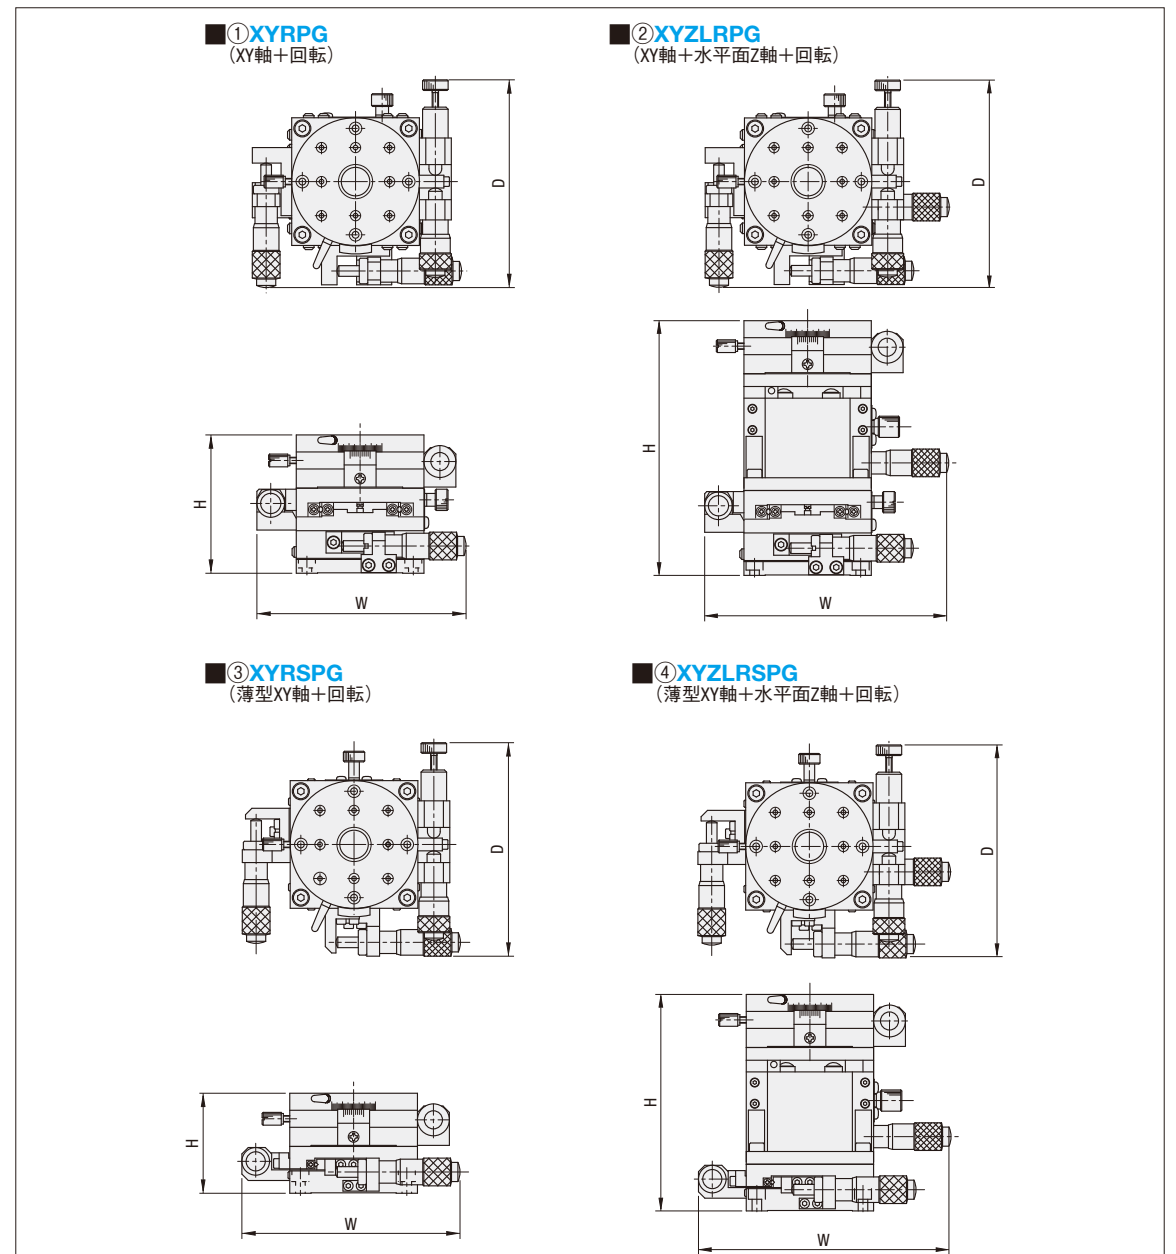 ■①XYRPG
（XY軸＋回転）
■②XYZLRPG
（XY軸＋水平面Z軸＋回転）
D
D
H
W
H
W
■③XYRSPG
（薄型XY軸＋回転）
■④XYZLRSPG
（薄型XY軸＋水平面Z軸＋回転）
D
D
H
W
H
W